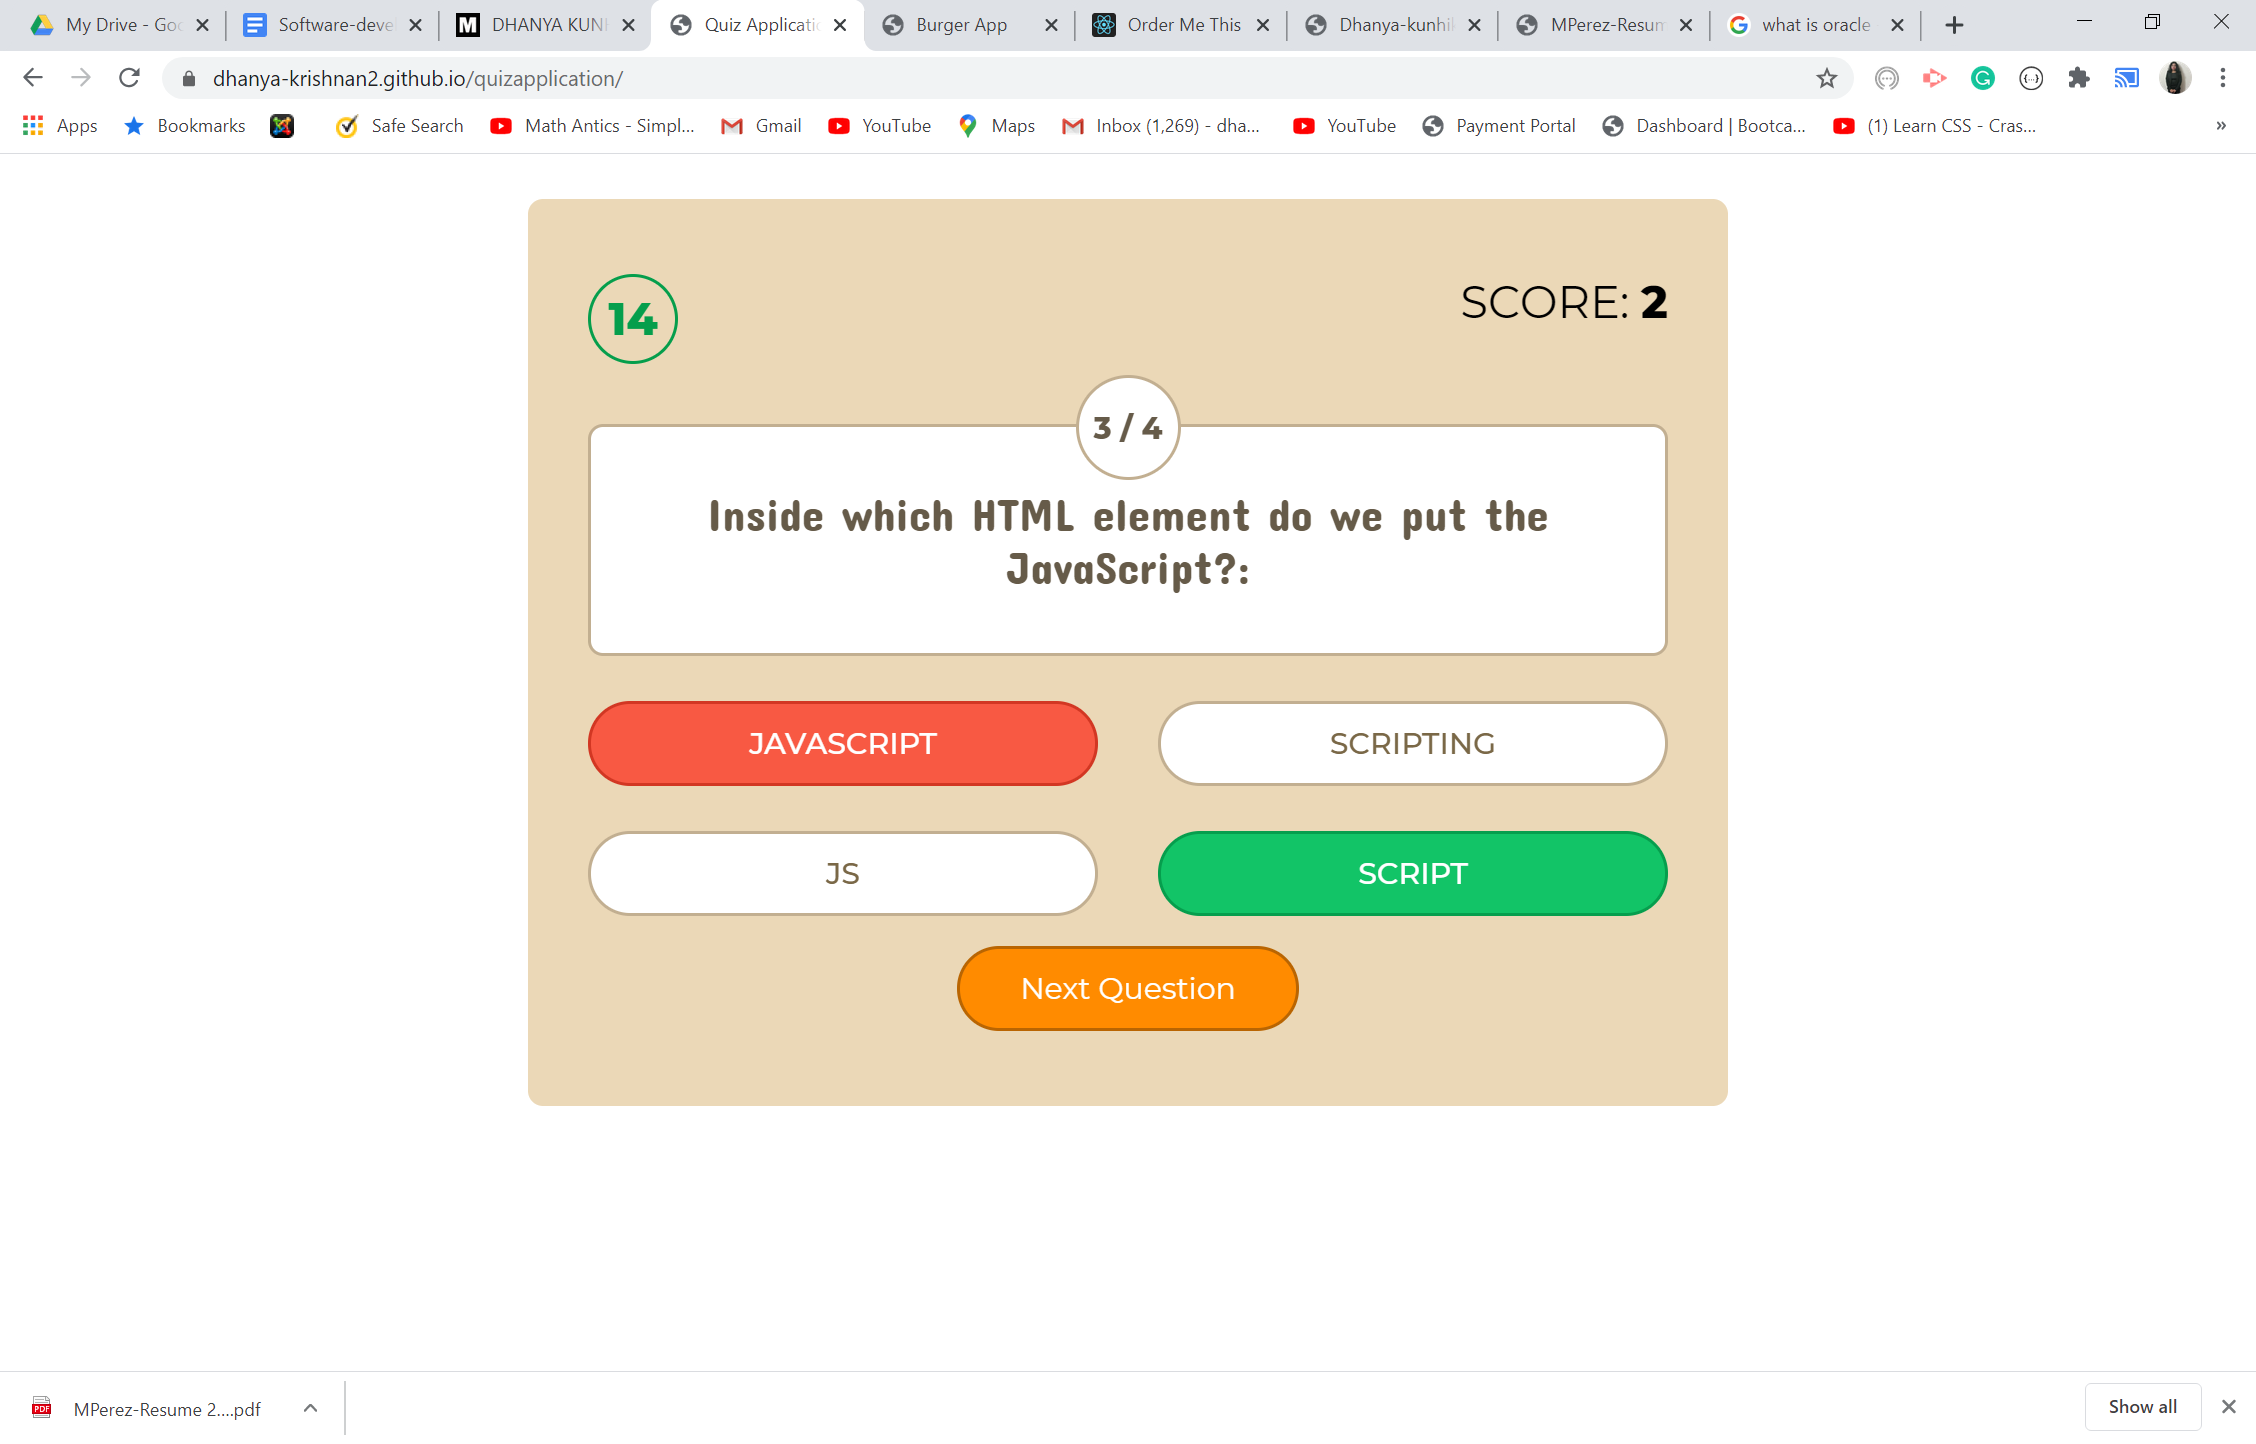 My Drive - Goo
Software-deve
DHANYA KUNH
Quiz Applicati
Burger App
Order Me This
Dhanya-kunhi
MPerez-Resum
what is oracle
dhanya-krishnan2.github.io/quizapplication/
Apps
Bookmarks
Safe Search
Math Antics - Simpl...
Gmail
YouTube
Maps
Inbox (1,269) - dha...
YouTube
Payment Portal
Dashboard | Bootca...
(1) Learn CSS - Cras...
»
14
SCORE: 2
3 / 4
Inside which HTML element do we put the
JavaScript?:
JAVASCRIPT
SCRIPTING
JS
SCRIPT
Next Question
PDF
MPerez-Resume 2....pdf
Show all